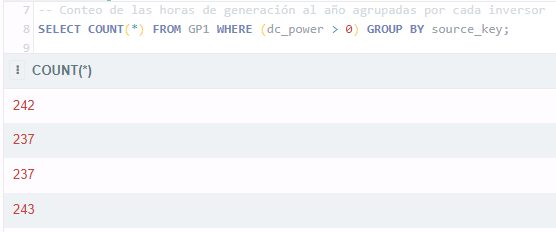 7 -- Conteo de las horas de generación al año agrupadas por cada inversor
8 SELECT COUNT(*) FROM GP1 WHERE (dc_power > 0) GROUP BY source_key;
9
COUNT(*)
242
237
237
243